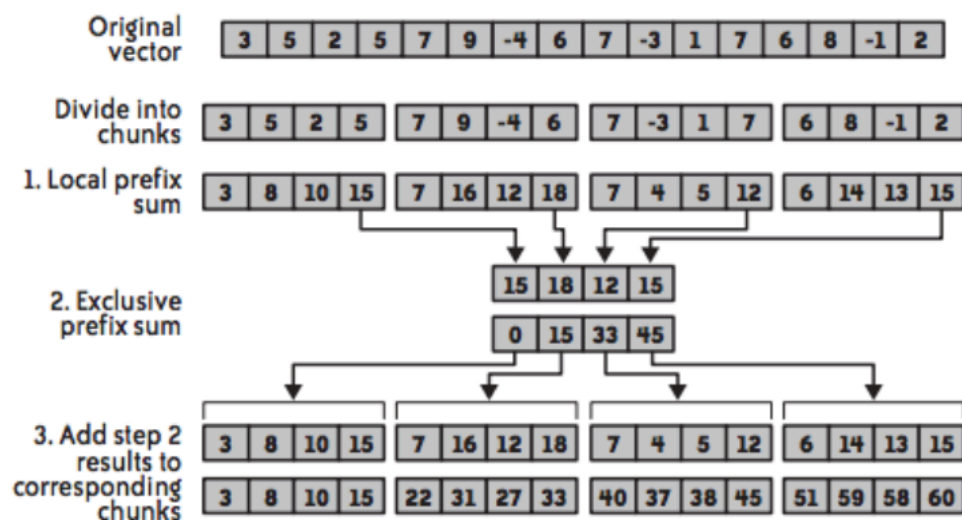 Original
vector
3 5 2 5 7 9 -4 6 7 -3 1 7 6 8 -1 2
Divide into
chunks
3 5 2 5 7 9 -4 6 7 -3 1 7 6 8 -1 2
1. Local prefix
sum
3 8 10 15 7 16 12 18 7 4 5 12 6 14 13 15
15 18 12 15
2. Exclusive
prefix sum
0 15 33 45
3. Add step 2
results to
corresponding
chunks
3 8 10 15 7 16 12 18 7 4 5 12 6 14 13 15
3 8 10 15 22 31 27 33 40 37 38 45 51 59 58 60